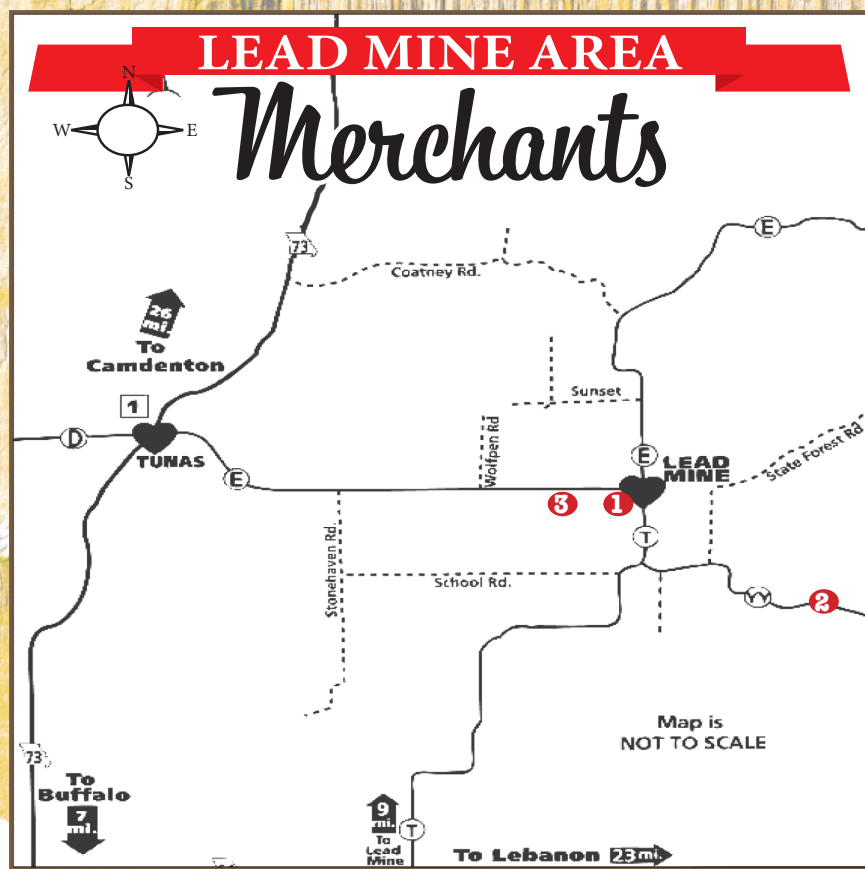 LEAD MINE AREA
Merchants
N
W
E
S
E
73
Coatney Rd.
26
mi.
To
Camdenton
1
Sunset
D
TUNAS
E
Wolfpen Rd
E
LEAD
MINE
State Forest Rd
3
1
Stonehaven Rd.
T
School Rd.
YY
2
Map is
NOT TO SCALE
73
To
Buffalo
7
mi.
9
mi.
To
Lead
Mine
T
To Lebanon 23 mi.